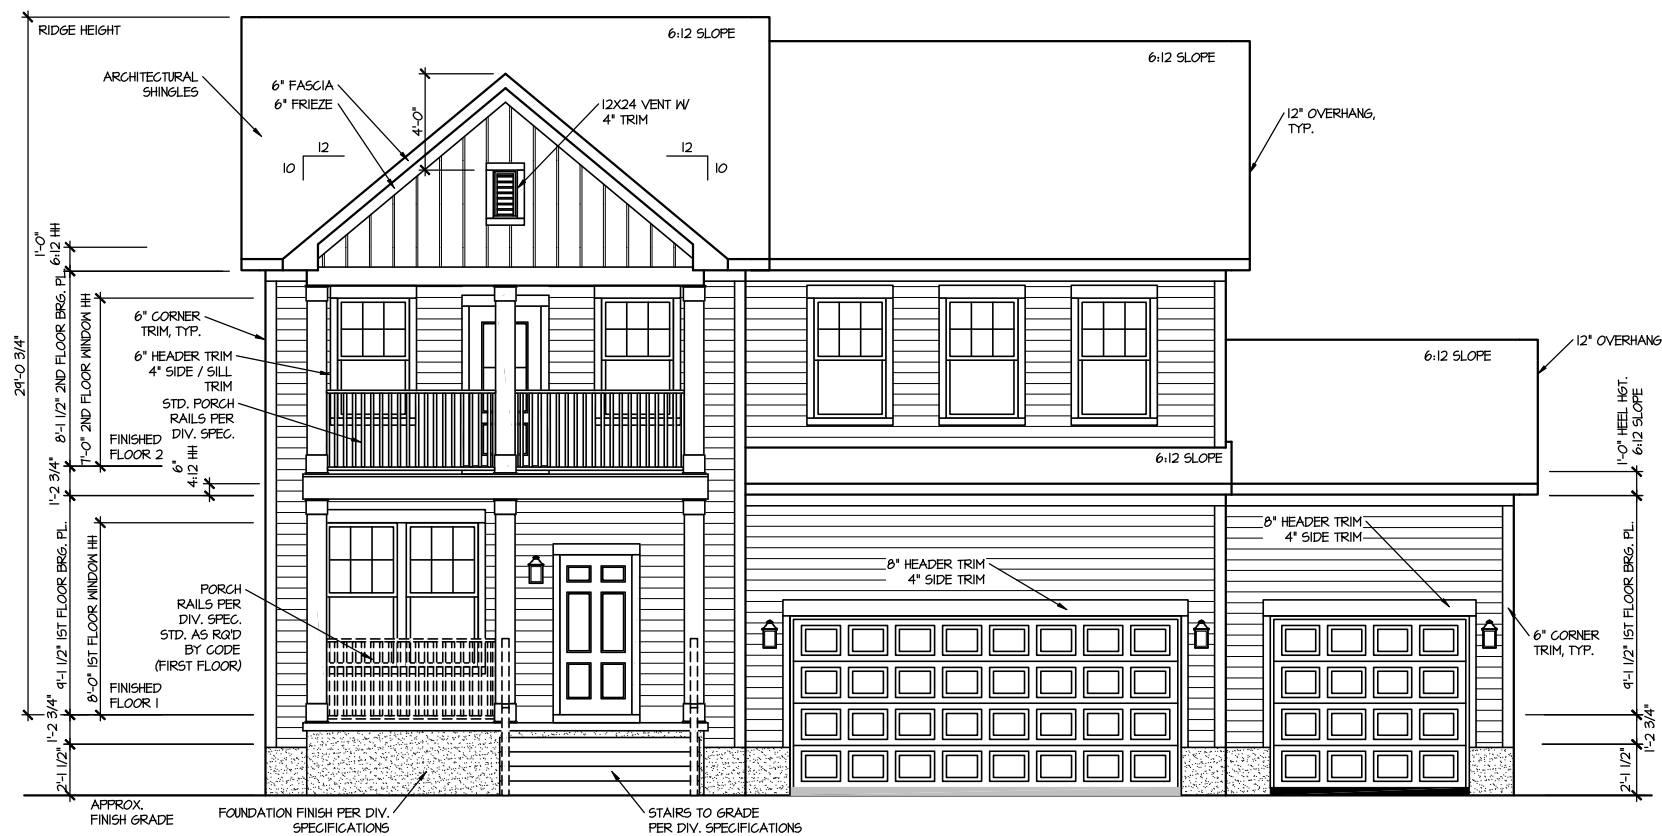 RIDGE HEIGHT
6:12 SLOPE
6:12 SLOPE
ARCHITECTURAL
SHINGLES
6" FASCIA
6" FRIEZE
4'-0"
12X24 VENT W/
4" TRIM
12" OVERHANG,
TYP.
12
10
12
10
1'-0"
6:12 HH
29'-0 3/4"
8'-1 1/2" 2ND FLOOR BRG. PL.
7'-0" 2ND FLOOR WINDOW HH
6" CORNER
TRIM, TYP.
6" HEADER TRIM
4" SIDE / SILL
TRIM
STD. PORCH
RAILS PER
DIV. SPEC.
FINISHED
FLOOR 2
6"
4:12 HH
1'-2 3/4"
6:12 SLOPE
12" OVERHANG
6:12 SLOPE
1'-0" HEEL HGT.
6:12 SLOPE
9'-1 1/2" 1ST FLOOR BRG. PL.
8'-0" 1ST FLOOR WINDOW HH
PORCH
RAILS PER
DIV. SPEC.
STD. AS RQ'D
BY CODE
(FIRST FLOOR)
8" HEADER TRIM
4" SIDE TRIM
8" HEADER TRIM
4" SIDE TRIM
6" CORNER
TRIM, TYP.
9'-1 1/2" 1ST FLOOR BRG. PL.
FINISHED
FLOOR 1
1'-2 3/4"
1'-2 3/4"
2'-1 1/2"
2'-1 1/2"
APPROX.
FINISH GRADE
FOUNDATION FINISH PER DIV.
SPECIFICATIONS
STAIRS TO GRADE
PER DIV. SPECIFICATIONS